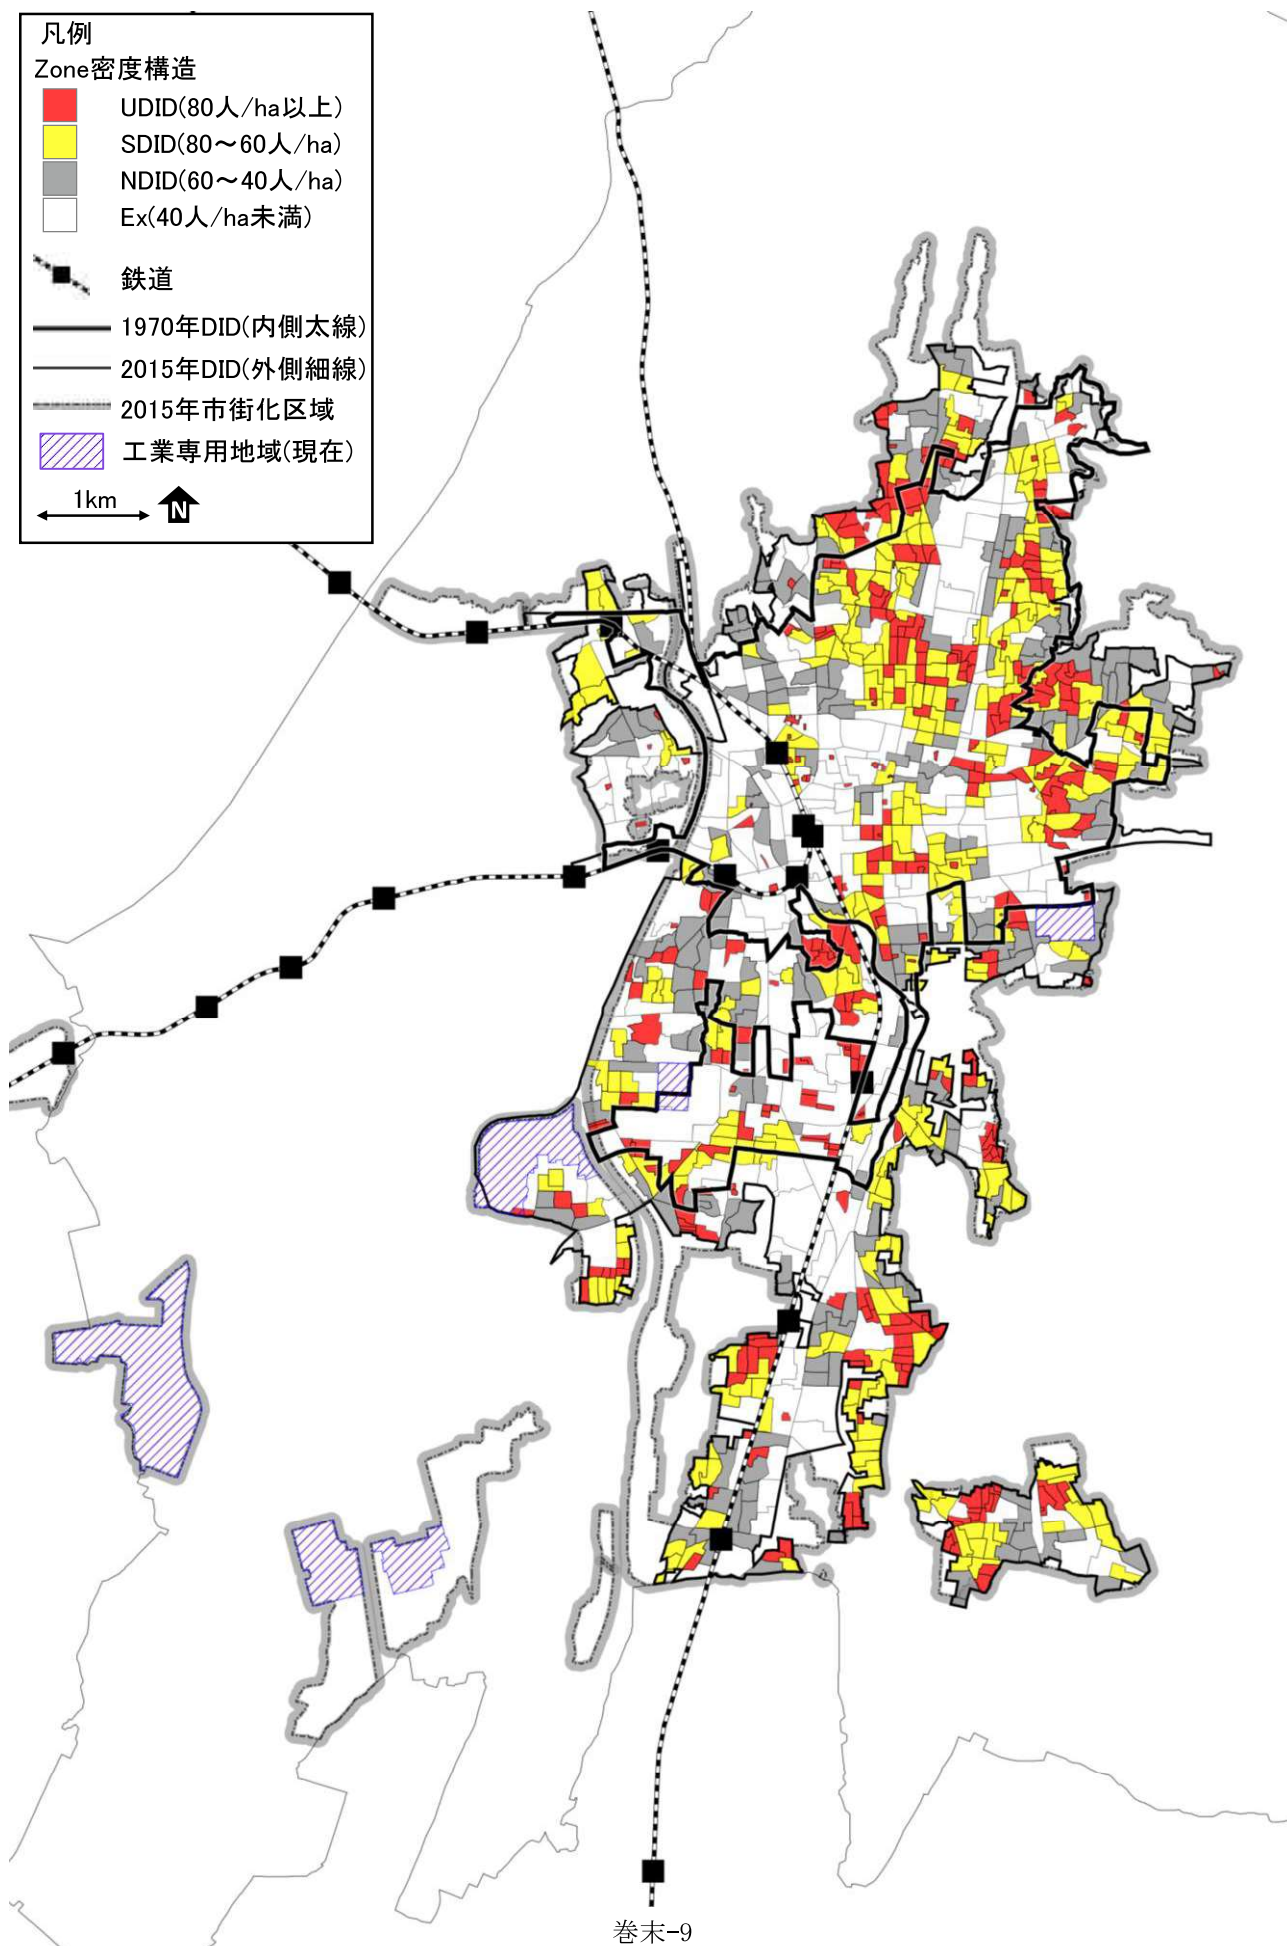 凡例
Zone密度構造
UDID(80人/ha以上)
SDID(80～60人/ha)
NDID(60～40人/ha)
Ex(40人/ha未満)
鉄道
1970年DID(内側太線)
2015年DID(外側細線)
2015年市街化区域
工業専用地域(現在)
1km
N
巻末-9